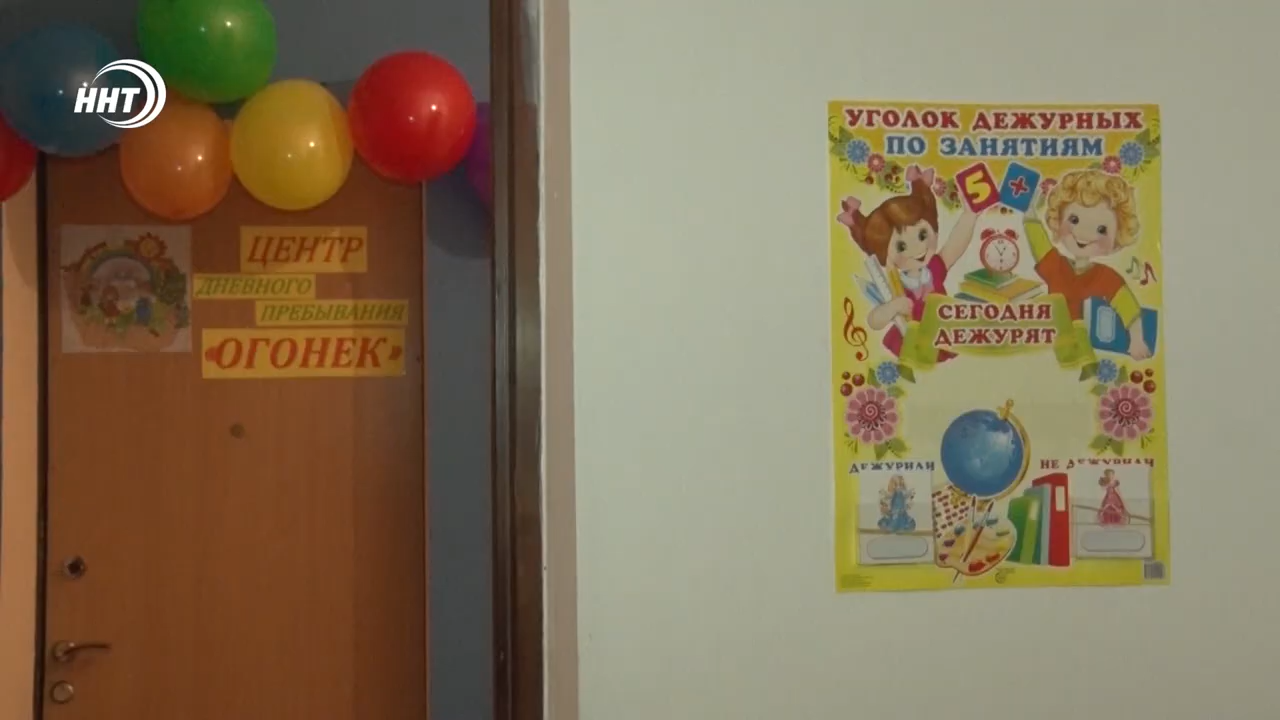 ННТ
ЦЕНТР
ДНЕВНОГО
ПРЕБЫВАНИЯ
«ОГОНЕК»
УГОЛОК ДЕЖУРНЫХ
ПО ЗАНЯТИЯМ
5 +
СЕГОДНЯ
ДЕЖУРЯТ
ДЕЖУРИЛИ
НЕ ДЕЖУРИЛИ